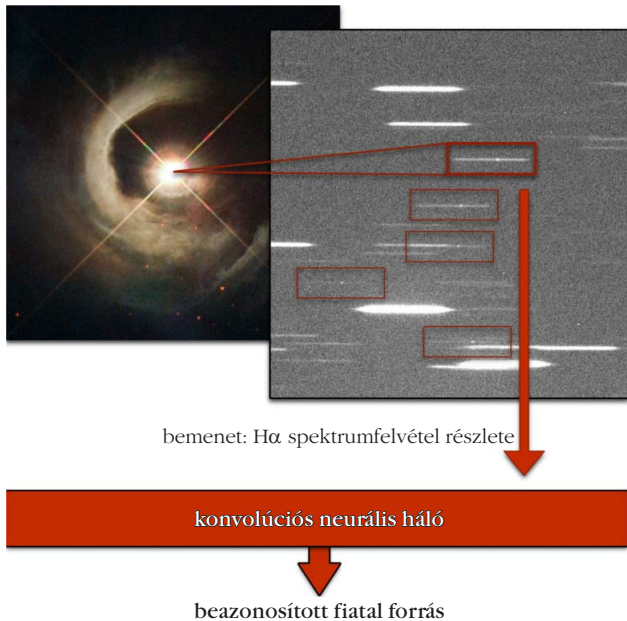 bemenet: Hα spektrumfelvétel részlete
konvolúciós neurális háló
beazonosított fiatal forrás